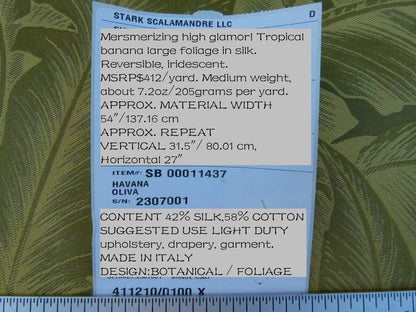 STARK SCALAMANDRE LLC
D
Mersmerizing high glamor! Tropical
banana large foliage in silk.
Reversible, iridescent.
MSRP$412/yard. Medium weight,
about 7.2oz/205grams per yard.
APPROX. MATERIAL WIDTH
54"/137.16 cm
APPROX. REPEAT
VERTICAL 31.5"/ 80.01 cm,
Horizontal 27"
ITEM#: SB 00011437
HAVANA
OLIVA
S/N: 2307001
CONTENT 42% SILK,58% COTTON
SUGGESTED USE LIGHT DUTY
upholstery, drapery, garment.
MADE IN ITALY
DESIGN:BOTANICAL / FOLIAGE
411210/0100 X